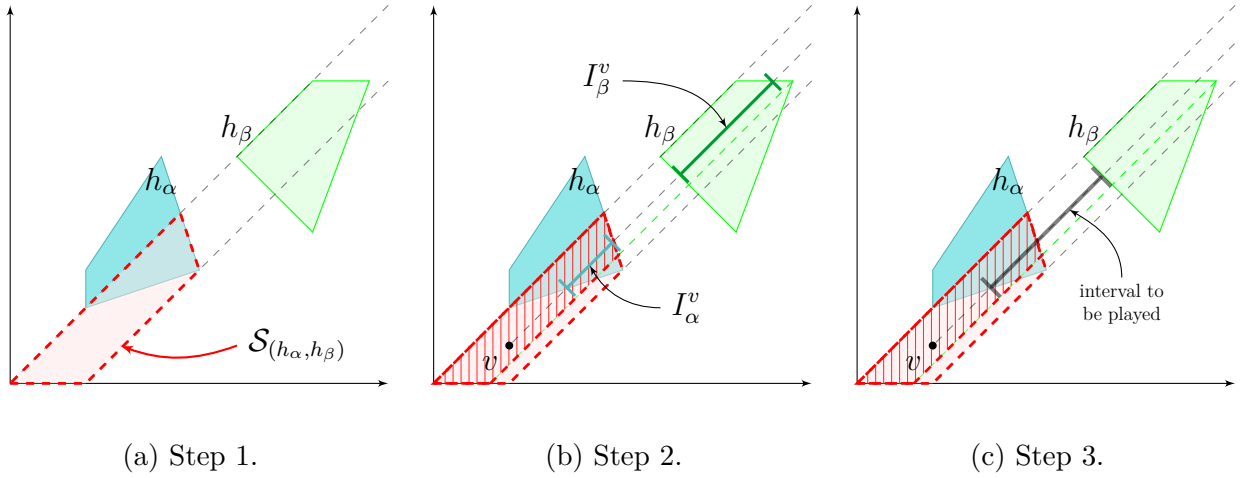 h_β
h_α
S_(h_α,h_β)
(a) Step 1.
I^v_β
h_β
h_α
I^v_α
v
(b) Step 2.
h_β
h_α
interval to
be played
v
(c) Step 3.